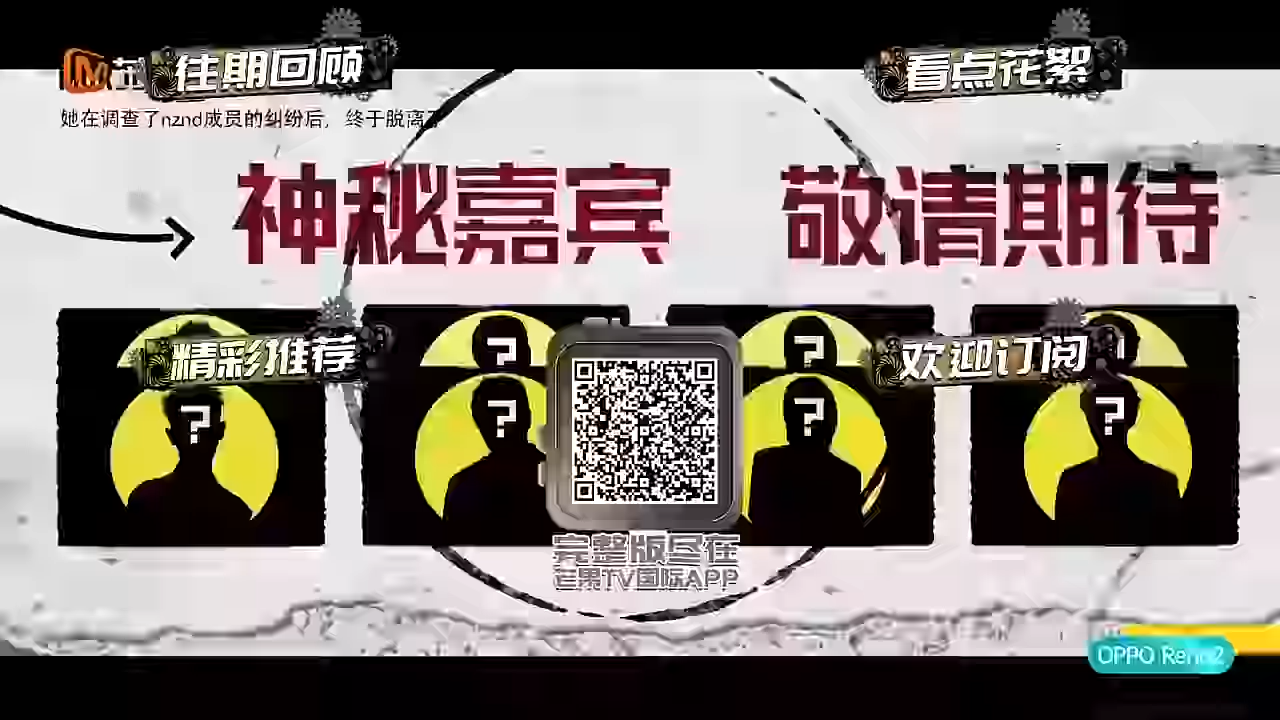 往期回顾
看点花絮
她在调查了nznd成员的纠纷后，终于脱离了
神秘嘉宾 敬请期待
精彩推荐
欢迎订阅
?
?
?
?
?
?
完整版尽在
芒果TV国际APP
OPPO Reno2